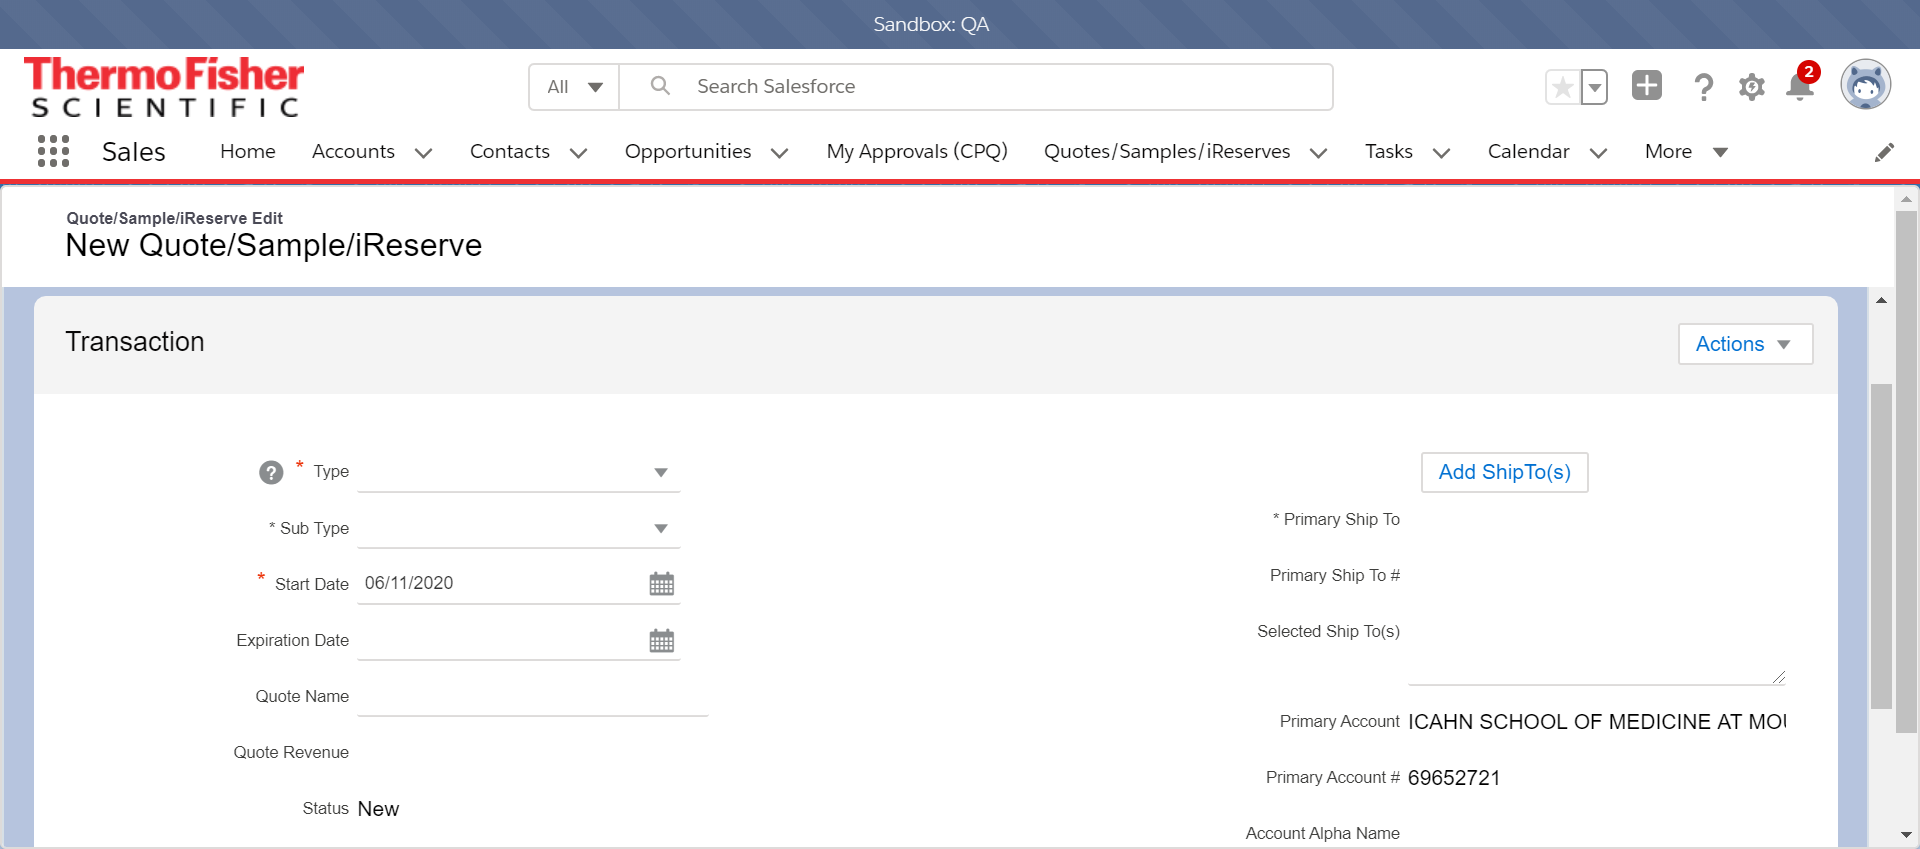 Sandbox: QA
ThermoFisher
SCIENTIFIC
All
Search Salesforce
2
Sales
Home
Accounts
Contacts
Opportunities
My Approvals (CPQ)
Quotes/Samples/iReserves
Tasks
Calendar
More
Quote/Sample/iReserve Edit
New Quote/Sample/iReserve
Transaction
Actions
* Type
* Sub Type
* Start Date 06/11/2020
Expiration Date
Quote Name
Quote Revenue
Status New
Add ShipTo(s)
* Primary Ship To
Primary Ship To #
Selected Ship To(s)
Primary Account ICAHN SCHOOL OF MEDICINE AT MOU
Primary Account # 69652721
Account Alpha Name